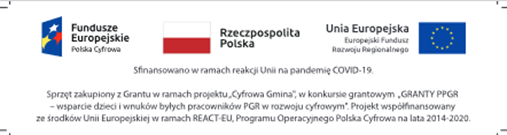 Fundusze
Europejskie
Polska Cyfrowa
Rzeczpospolita
Polska
Unia Europejska
Europejski Fundusz
Rozwoju Regionalnego
Sfinansowano w ramach reakcji Unii na pandemię COVID-19.
Sprzęt zakupiony z Grantu w ramach projektu „Cyfrowa Gmina”, w konkursie grantowym „GRANTY PPGR
– wsparcie dzieci i wnuków byłych pracowników PGR w rozwoju cyfrowym”. Projekt współfinansowany
ze środków Unii Europejskiej w ramach REACT-EU, Programu Operacyjnego Polska Cyfrowa na lata 2014-2020.